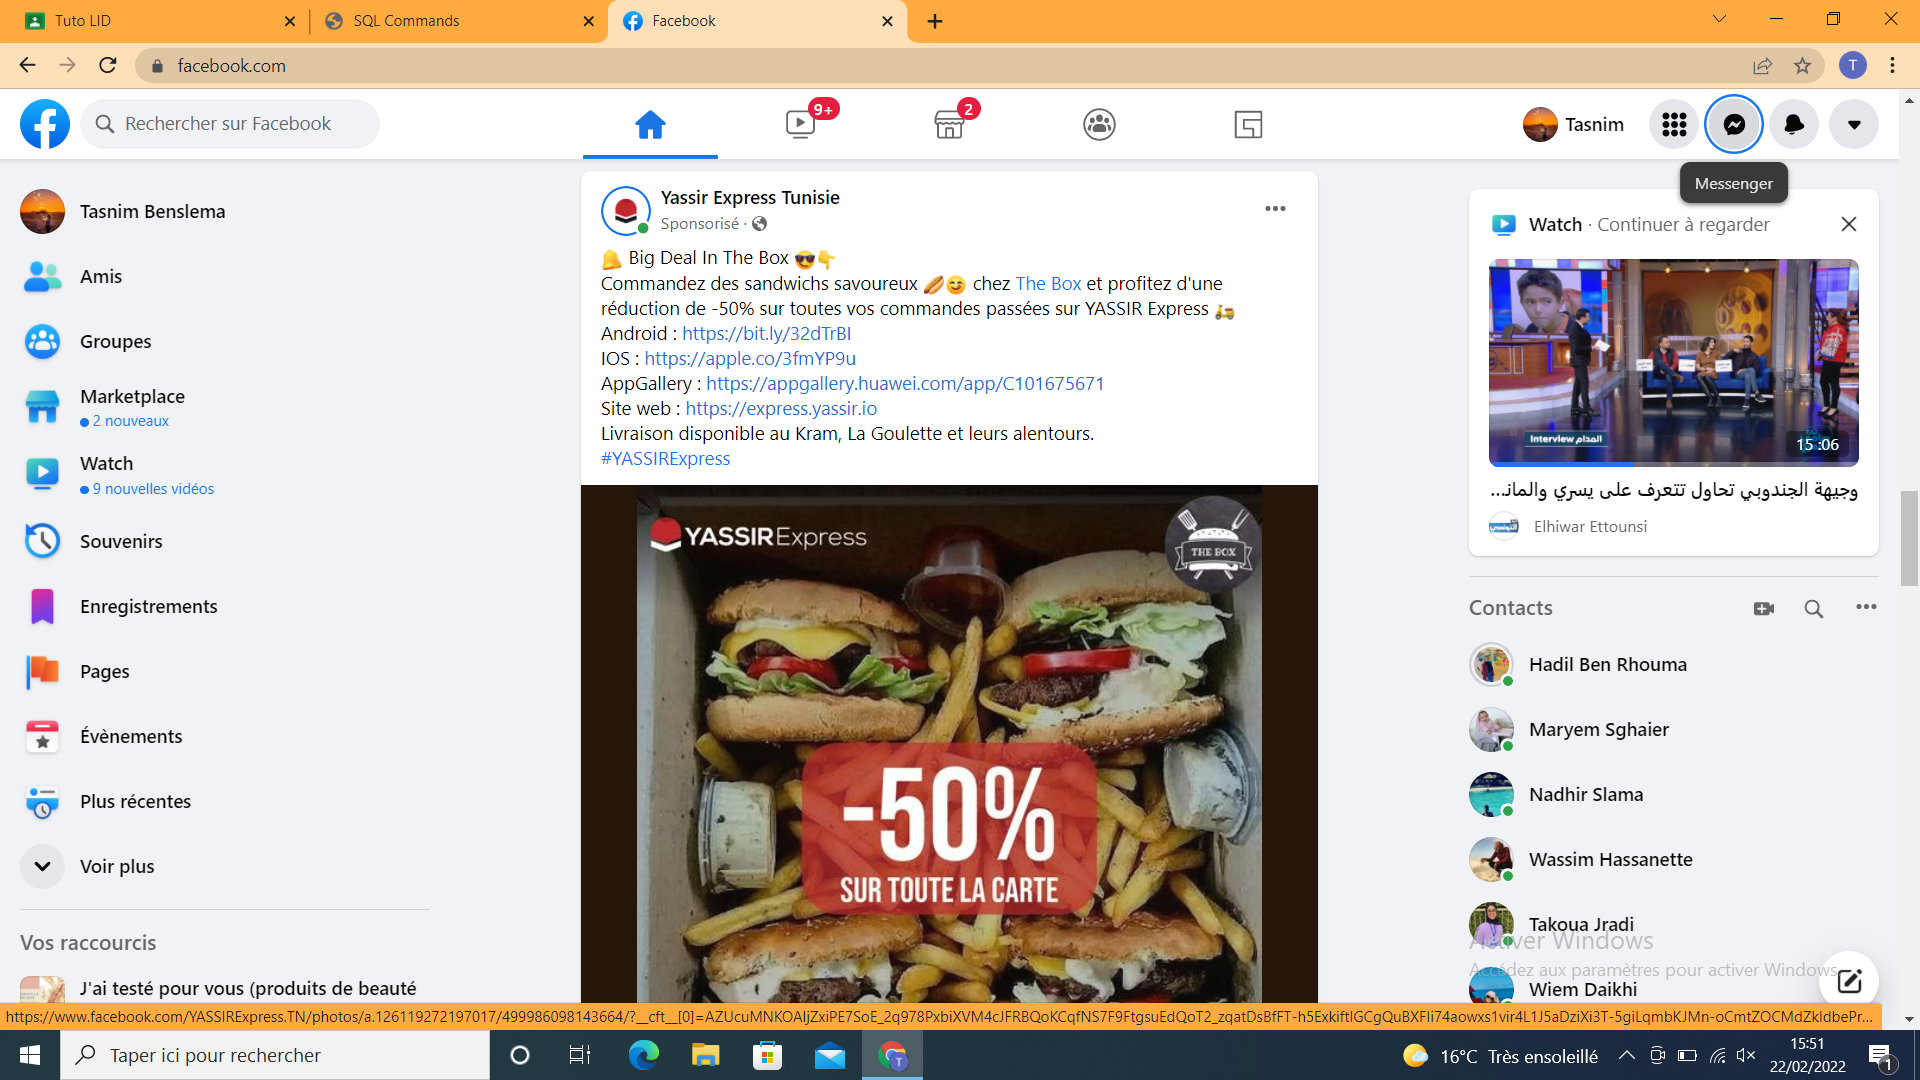 Tuto LID
SQL Commands
Facebook
facebook.com
T
Rechercher sur Facebook
9+
2
Tasnim
Messenger
Tasnim Benslema
Amis
Groupes
Marketplace
2 nouveaux
Watch
9 nouvelles vidéos
Souvenirs
Enregistrements
Pages
Évènements
Plus récentes
Voir plus
Vos raccourcis
J'ai testé pour vous (produits de beauté
Yassir Express Tunisie
Sponsorisé ·
🔔 Big Deal In The Box 😎👇
Commandez des sandwichs savoureux 🌭😋 chez The Box et profitez d'une
réduction de -50% sur toutes vos commandes passées sur YASSIR Express 🛵
Android : https://bit.ly/32dTrBI
IOS : https://apple.co/3fmYP9u
AppGallery : https://appgallery.huawei.com/app/C101675671
Site web : https://express.yassir.io
Livraison disponible au Kram, La Goulette et leurs alentours.
#YASSIRExpress
YASSIR Express
THE BOX
-50%
SUR TOUTE LA CARTE
Watch · Continuer à regarder
Interview المدام
15:06
وجيهة الجندوبي تحاول تتعرف على يسري والمان...
Elhiwar Ettounsi
Contacts
Hadil Ben Rhouma
Maryem Sghaier
Nadhir Slama
Wassim Hassanette
Takoua Jradi
Activer Windows
Accédez aux paramètres pour activer Windows.
Wiem Daikhi
https://www.facebook.com/YASSIRExpress.TN/photos/a.126119272197017/499986098143664/?__cft__[0]=
Taper ici pour rechercher
T
16°C Très ensoleillé
15:51
22/02/2022
1